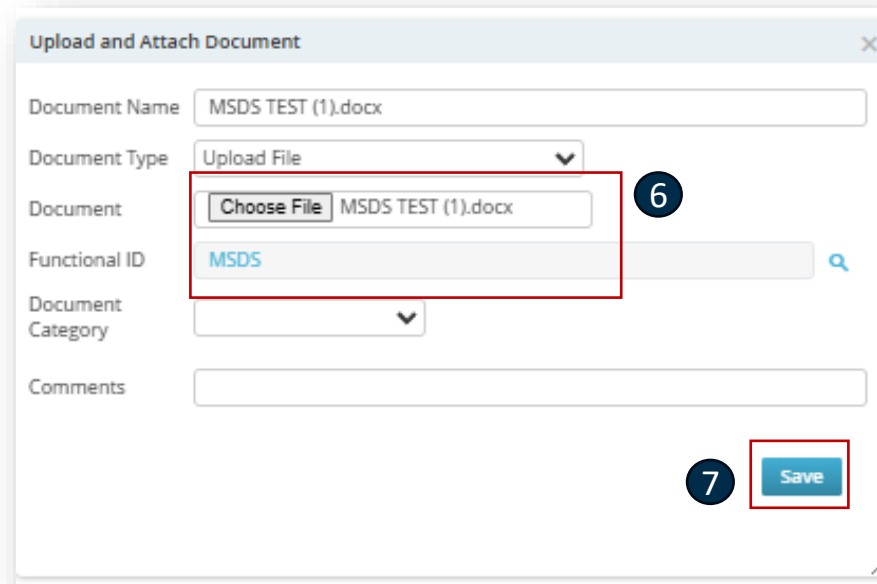 Upload and Attach Document
Document Name MSDS TEST (1).docx
Document Type Upload File
Document Choose File MSDS TEST (1).docx
6
Functional ID MSDS
Document
Category
Comments
7
Save